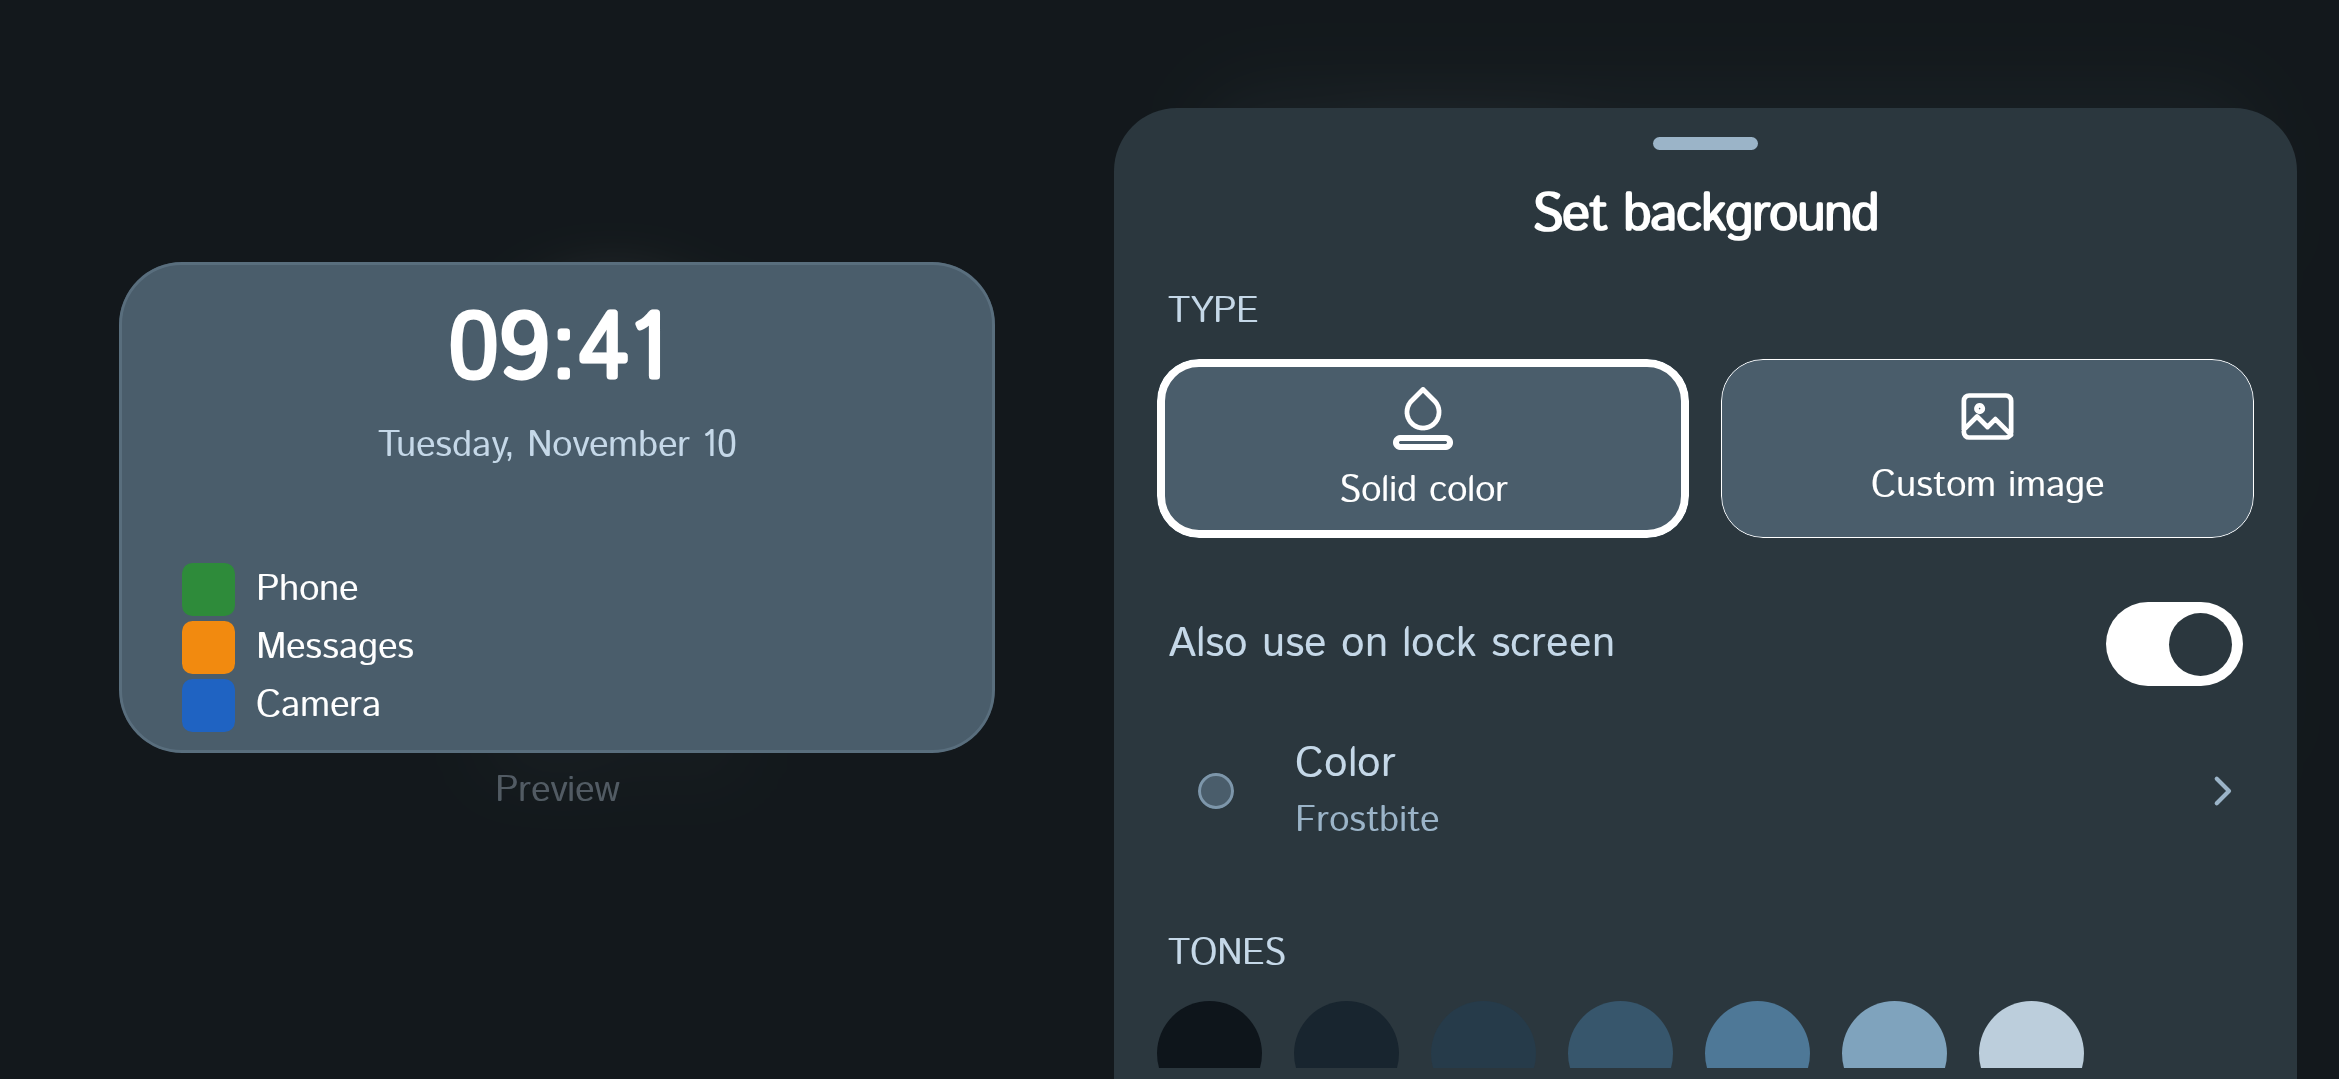 09:41
Tuesday, November 10
Phone
Messages
Camera
Preview
Set background
TYPE
Solid color
Custom image
Also use on lock screen
Color
Frostbite
TONES